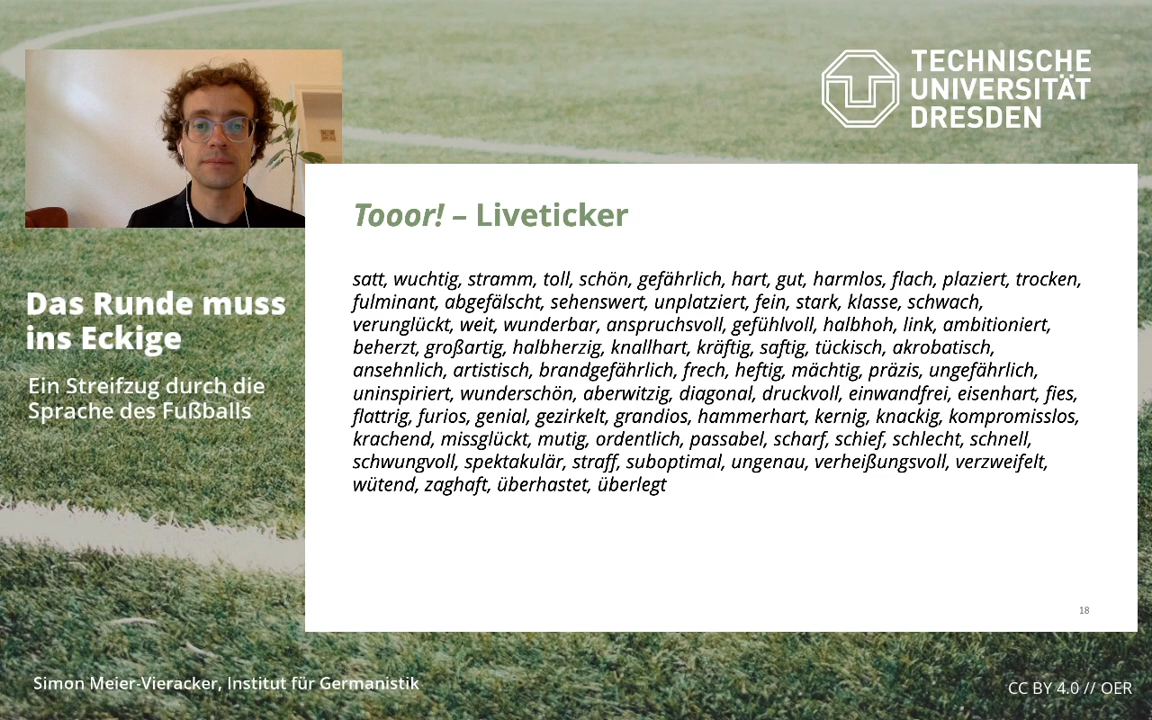 TECHNISCHE
UNIVERSITÄT
DRESDEN
Tooor! – Liveticker
satt, wuchtig, stramm, toll, schön, gefährlich, hart, gut, harmlos, flach, plaziert, trocken,
fulminant, abgefälscht, sehenswert, unplatziert, fein, stark, klasse, schwach,
verunglückt, weit, wunderbar, anspruchsvoll, gefühlvoll, halbhoh, link, ambitioniert,
beherzt, großartig, halbherzig, knallhart, kräftig, saftig, tückisch, akrobatisch,
ansehnlich, artistisch, brandgefährlich, frech, heftig, mächtig, präzis, ungefährlich,
uninspiriert, wunderschön, aberwitzig, diagonal, druckvoll, einwandfrei, eisenhart, fies,
flattrig, furios, genial, gezirkelt, grandios, hammerhart, kernig, knackig, kompromisslos,
krachend, missglückt, mutig, ordentlich, passabel, scharf, schief, schlecht, schnell,
schwungvoll, spektakulär, straff, suboptimal, ungenau, verheißungsvoll, verzweifelt,
wütend, zaghaft, überhastet, überlegt
18
Das Runde muss
ins Eckige
Ein Streifzug durch die
Sprache des Fußballs
Simon Meier-Vieracker, Institut für Germanistik
CC BY 4.0 // OER